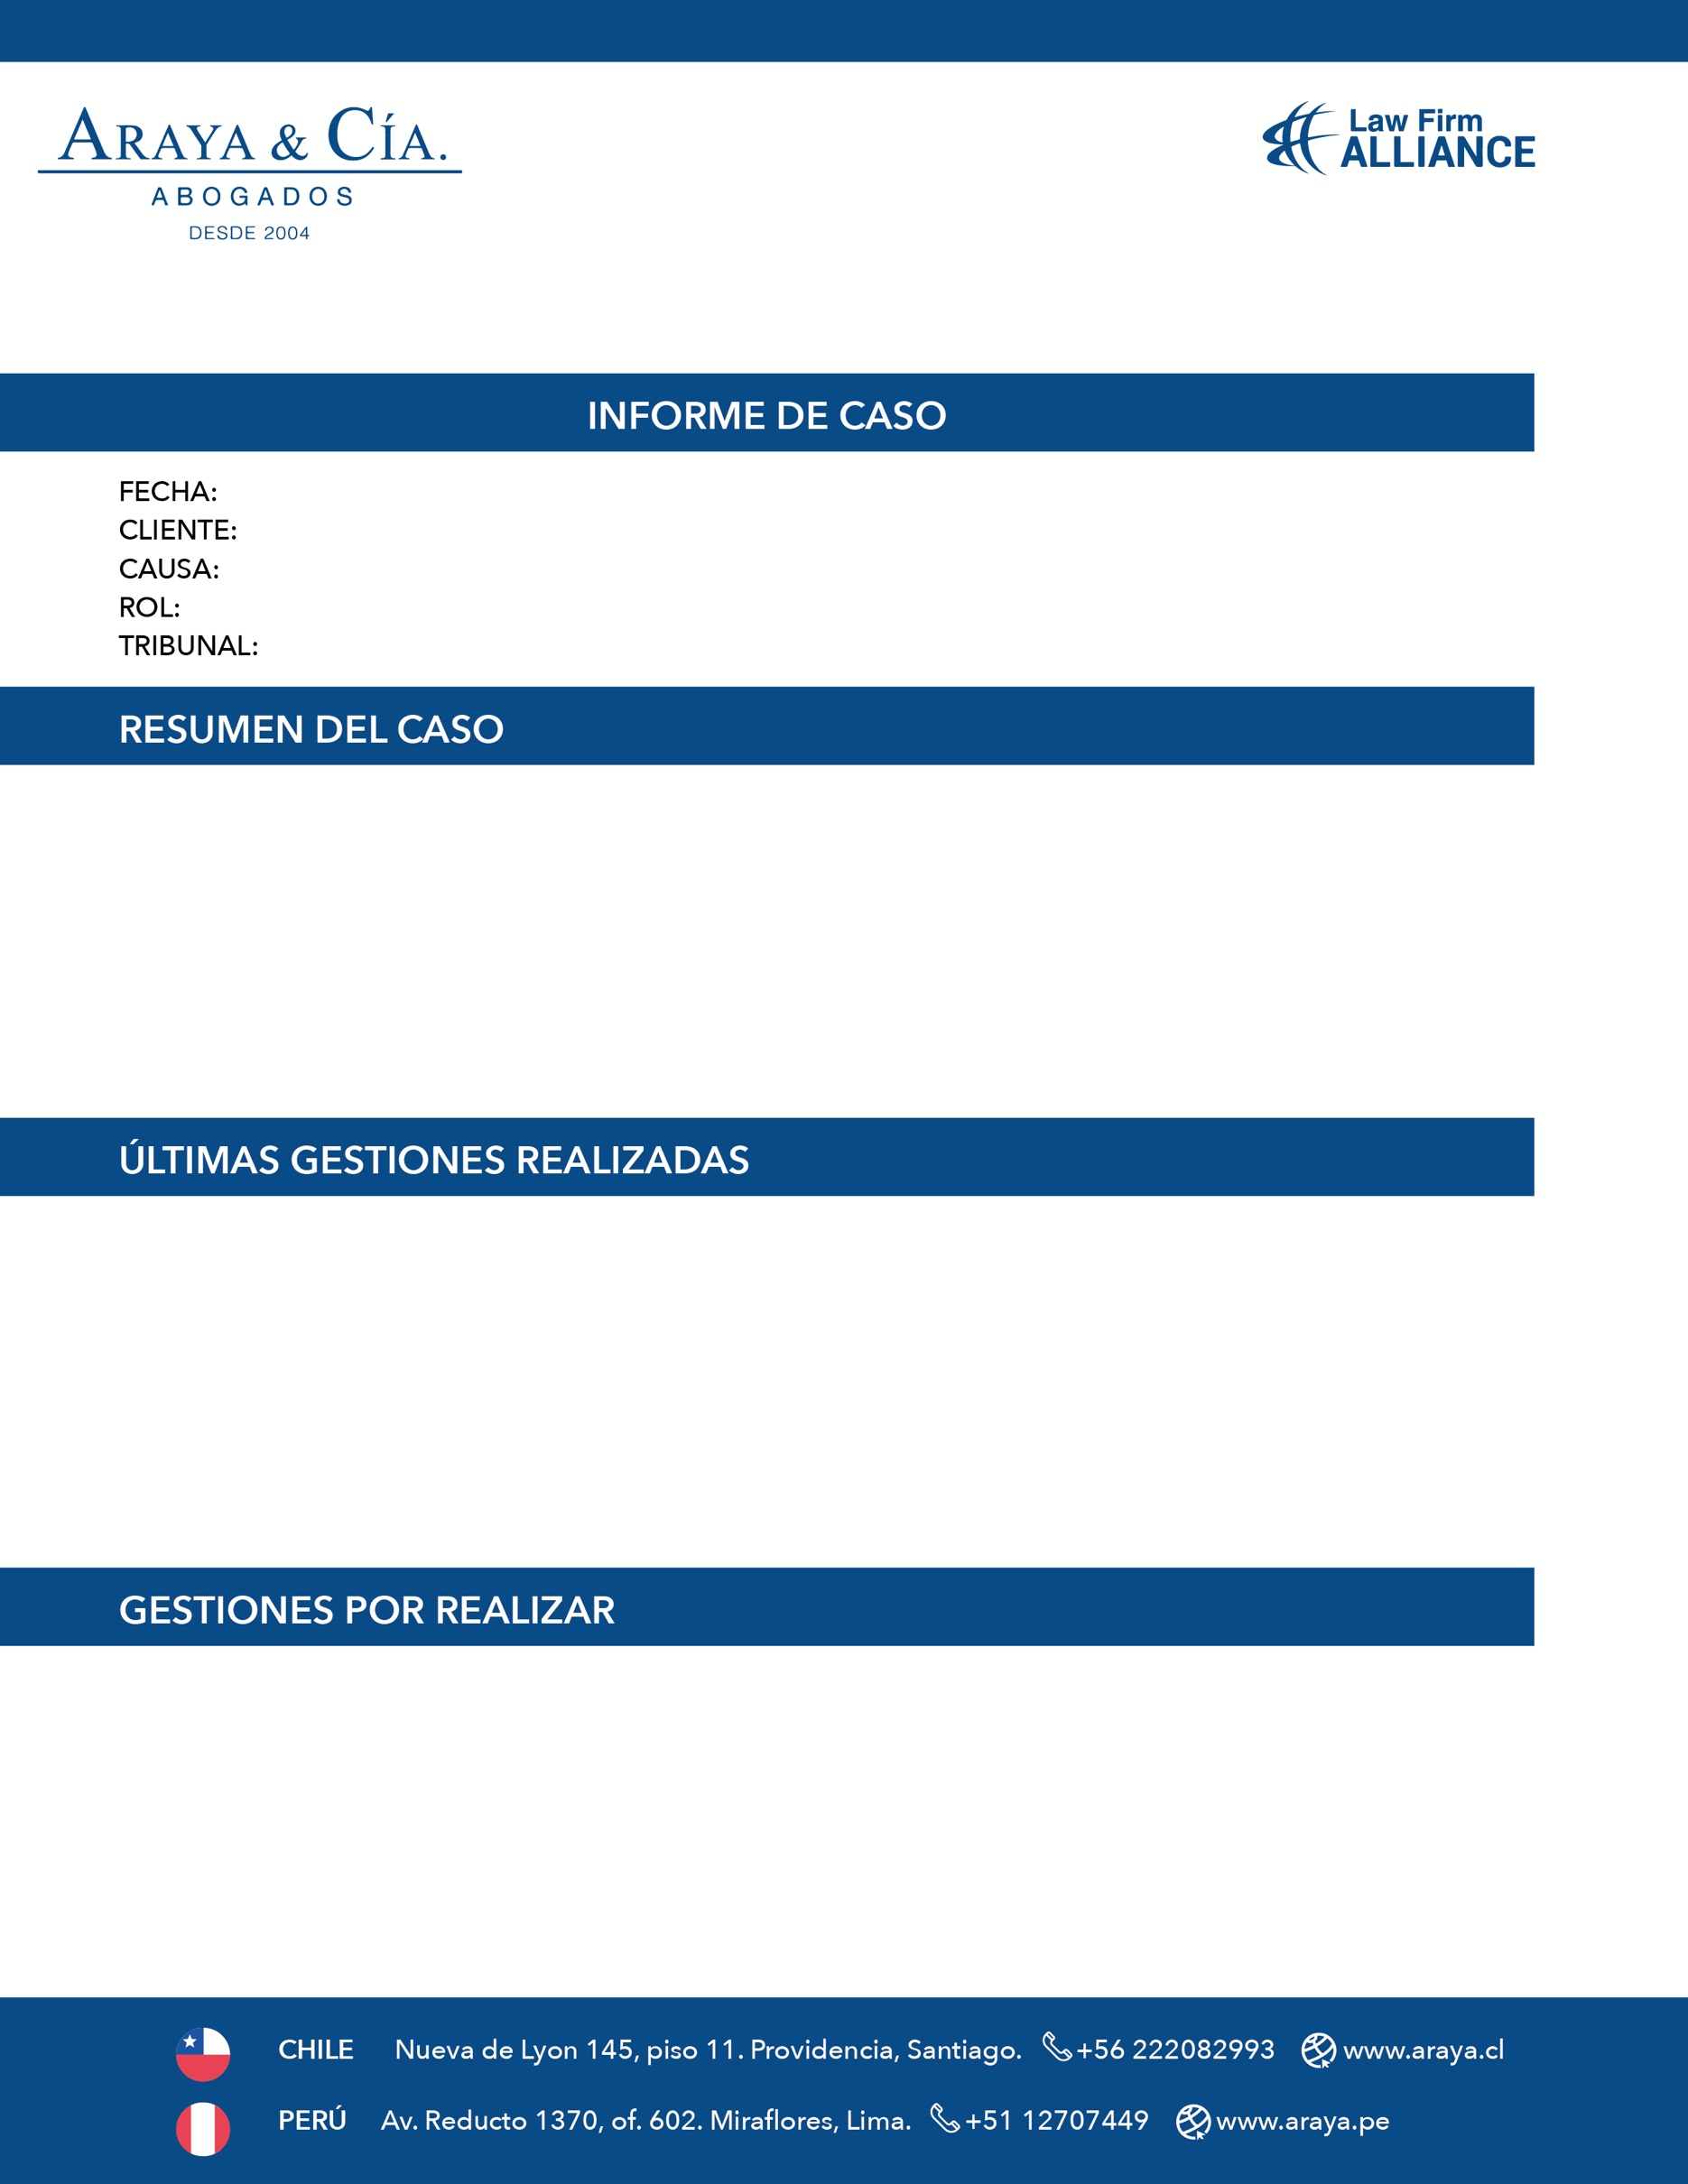 ARAYA & CÍA.
ABOGADOS
DESDE 2004
Law Firm
ALLIANCE
INFORME DE CASO
FECHA:
CLIENTE:
CAUSA:
ROL:
TRIBUNAL:
RESUMEN DEL CASO
ÚLTIMAS GESTIONES REALIZADAS
GESTIONES POR REALIZAR
CHILE Nueva de Lyon 145, piso 11. Providencia, Santiago. +56 222082993 www.araya.cl
PERÚ Av. Reducto 1370, of. 602. Miraflores, Lima. +51 12707449 www.araya.pe